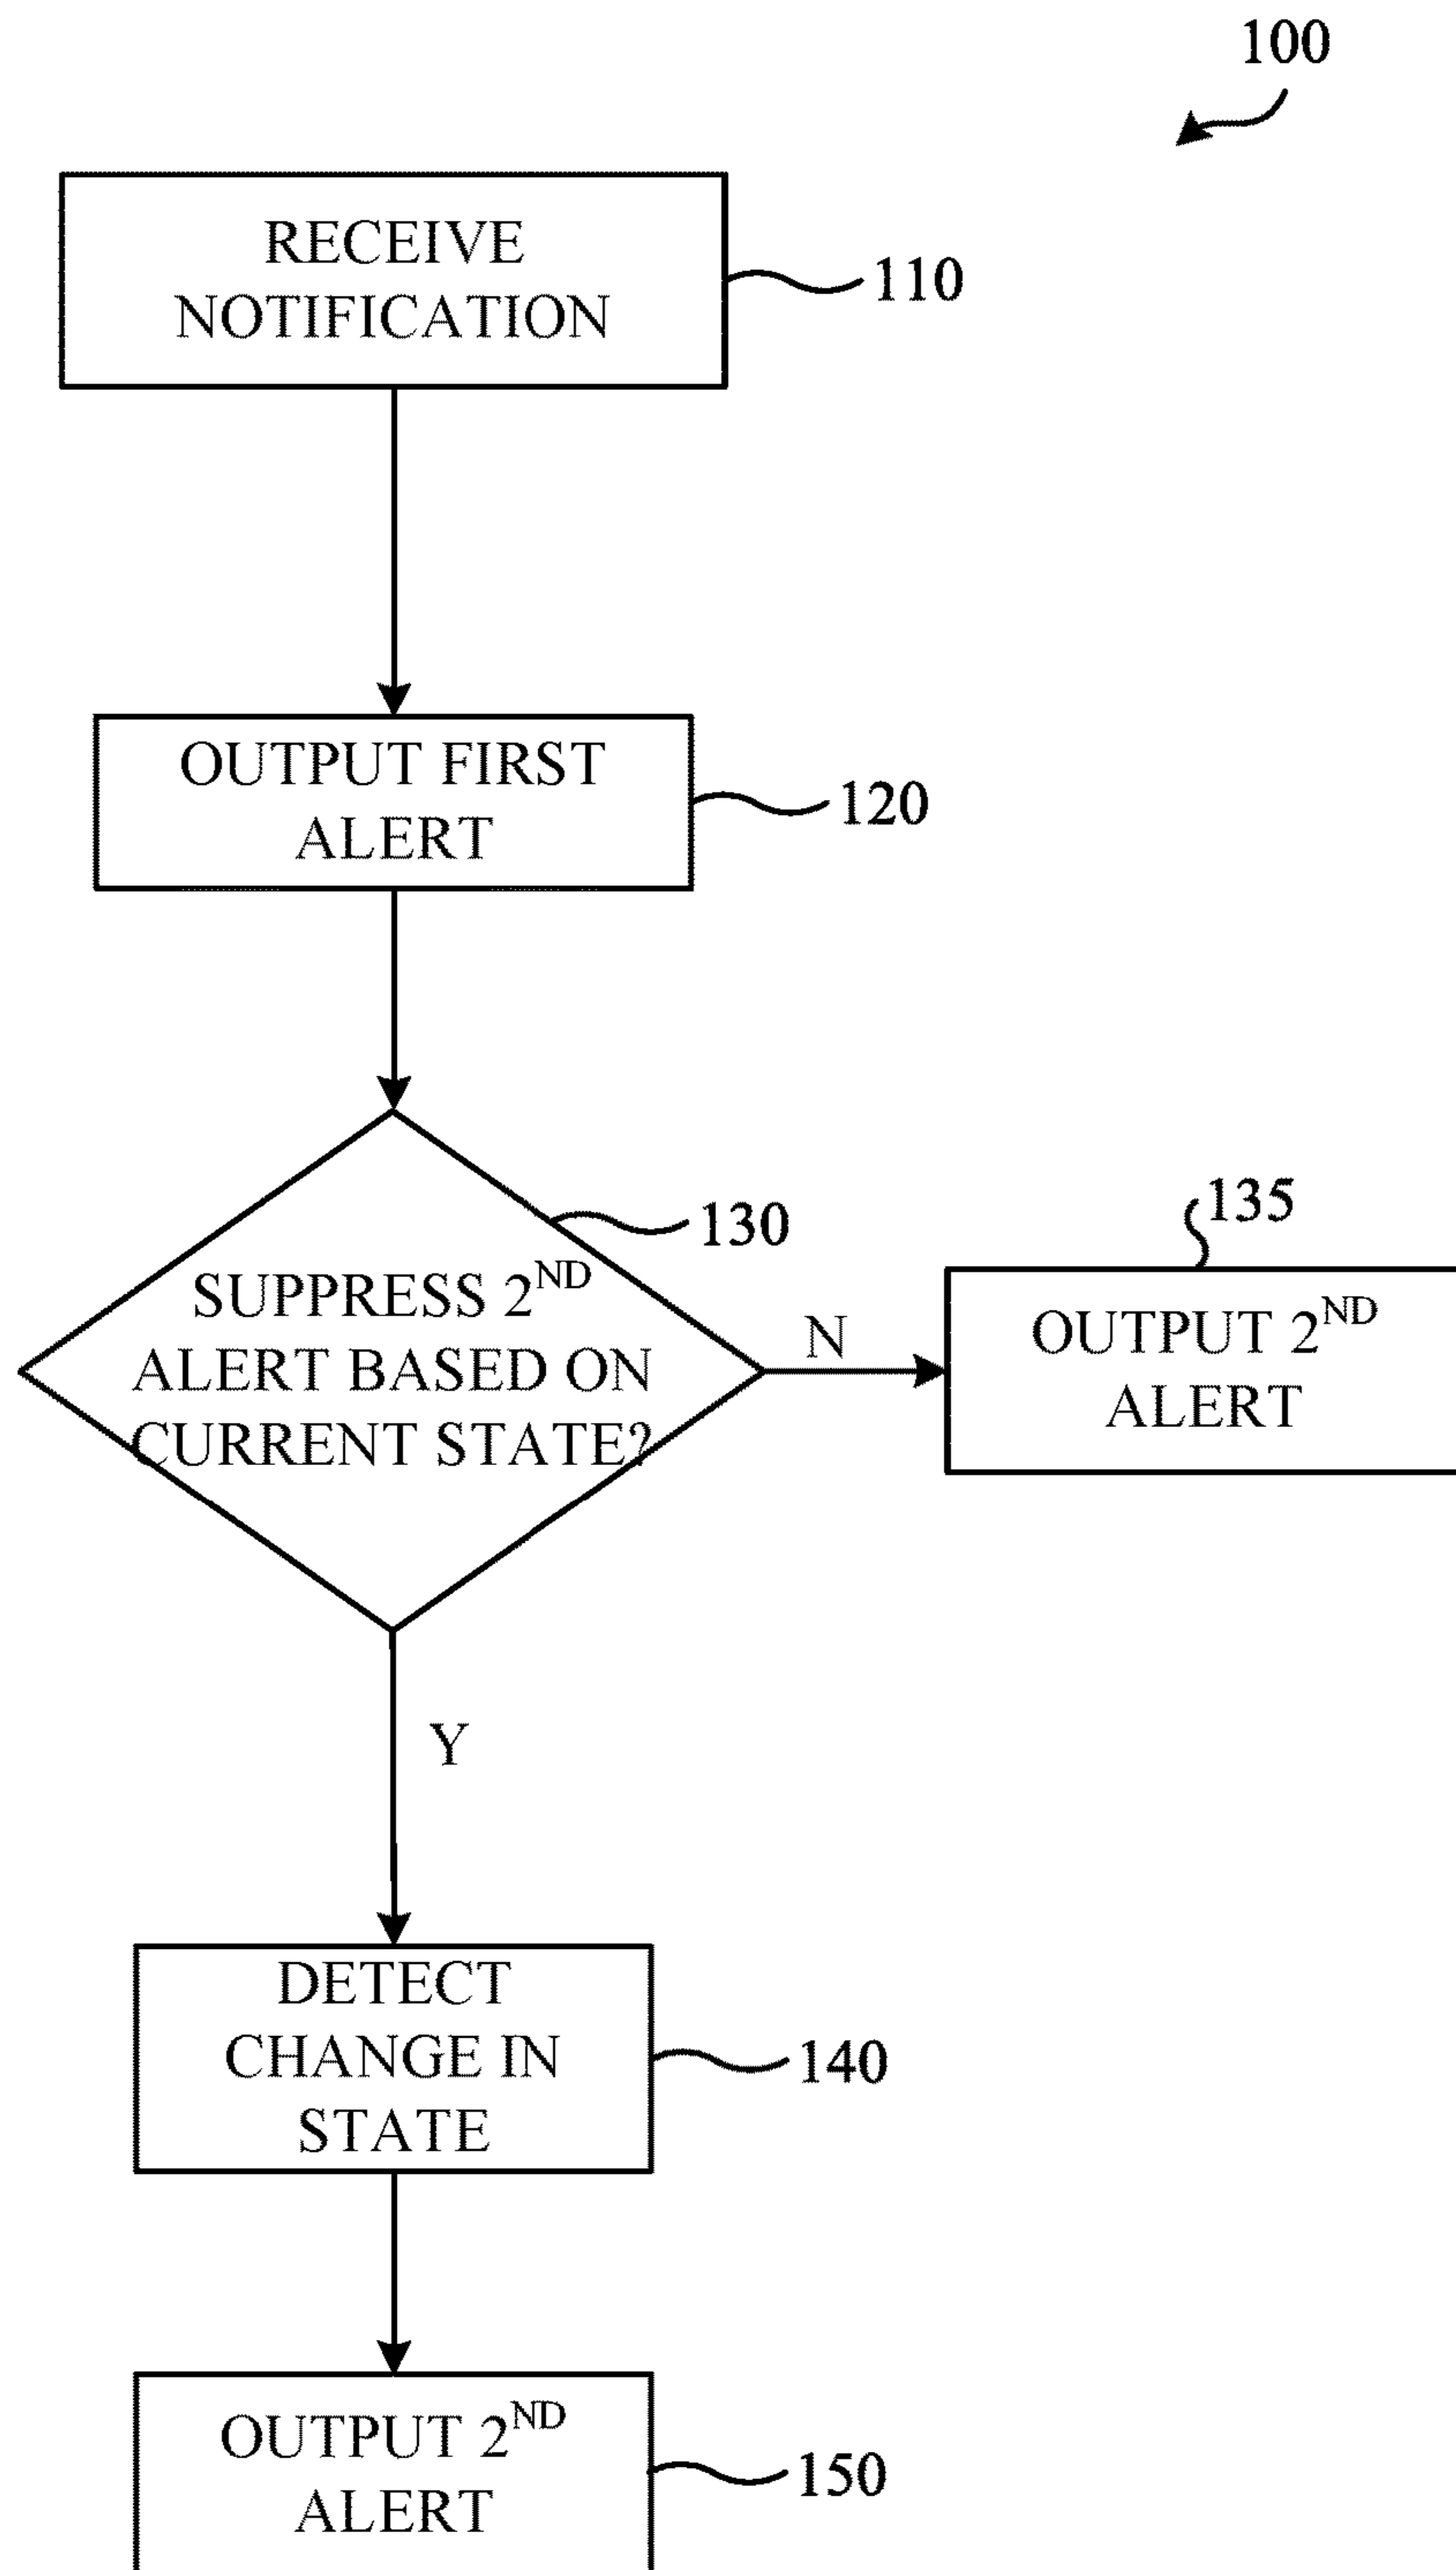 100
RECEIVE
NOTIFICATION
110
OUTPUT FIRST
ALERT
120
130
SUPPRESS 2ND
ALERT BASED ON
CURRENT STATE?
N
135
OUTPUT 2ND
ALERT
Y
DETECT
CHANGE IN
STATE
140
OUTPUT 2ND
ALERT
150